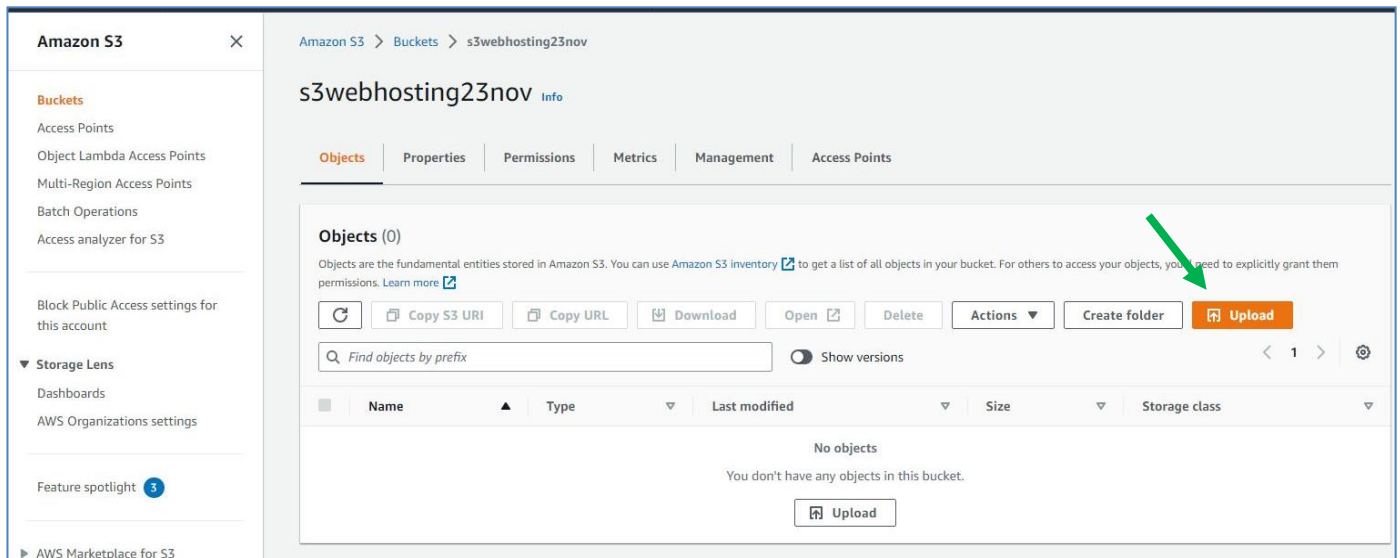 Amazon S3
Buckets
Access Points
Object Lambda Access Points
Multi-Region Access Points
Batch Operations
Access analyzer for S3
Block Public Access settings for
this account
Storage Lens
Dashboards
AWS Organizations settings
Feature spotlight 3
AWS Marketplace for S3
Amazon S3 > Buckets > s3webhosting23nov
s3webhosting23nov Info
Objects Properties Permissions Metrics Management Access Points
Objects (0)
Objects are the fundamental entities stored in Amazon S3. You can use Amazon S3 inventory to get a list of all objects in your bucket. For others to access your objects, need to explicitly grant them
permissions. Learn more
Copy S3 URI Copy URL Download Open Delete Actions Create folder Upload
Find objects by prefix Show versions 1
Name Type Last modified Size Storage class
No objects
You don't have any objects in this bucket.
Upload